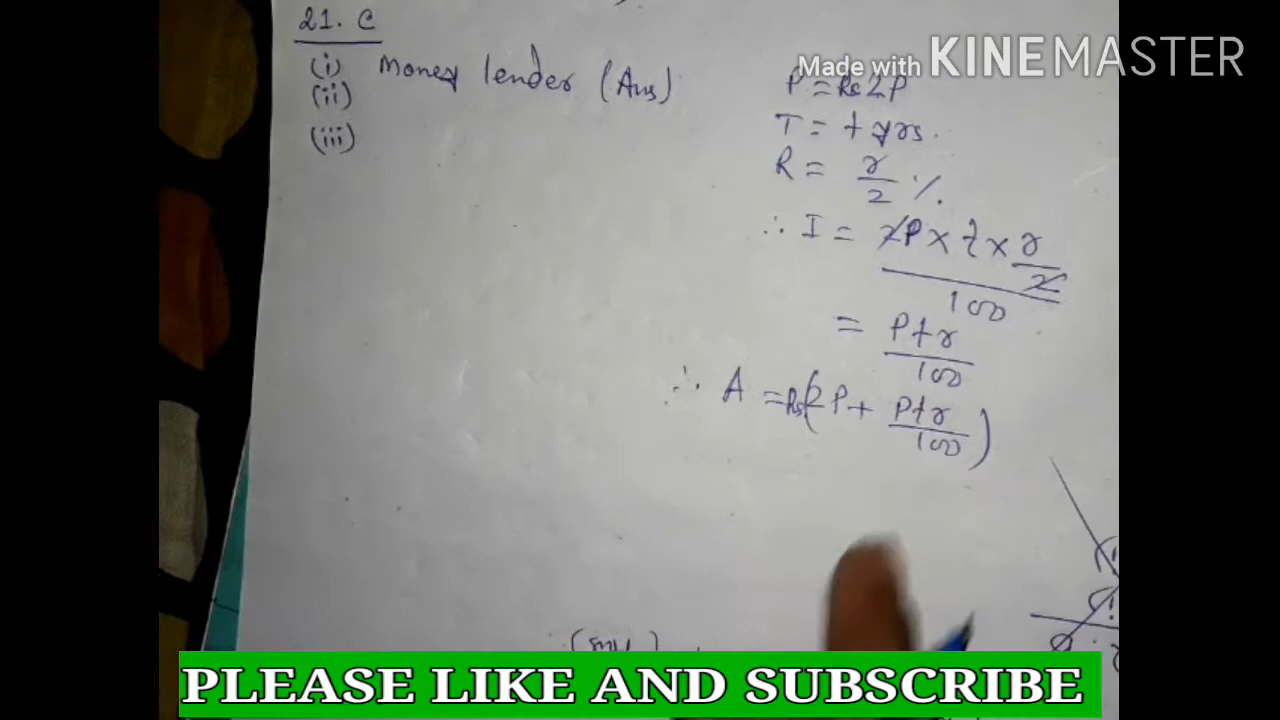 21. C
(i) Money lender (Ans)
(ii)
(iii)
Made with KINEMASTER
P = Rs 2P
T = t yrs.
R = r/2 %.
∴ I = 2P × t × r/2 / 100
= Ptr/100
∴ A = Rs (2P + Ptr/100)
PLEASE LIKE AND SUBSCRIBE